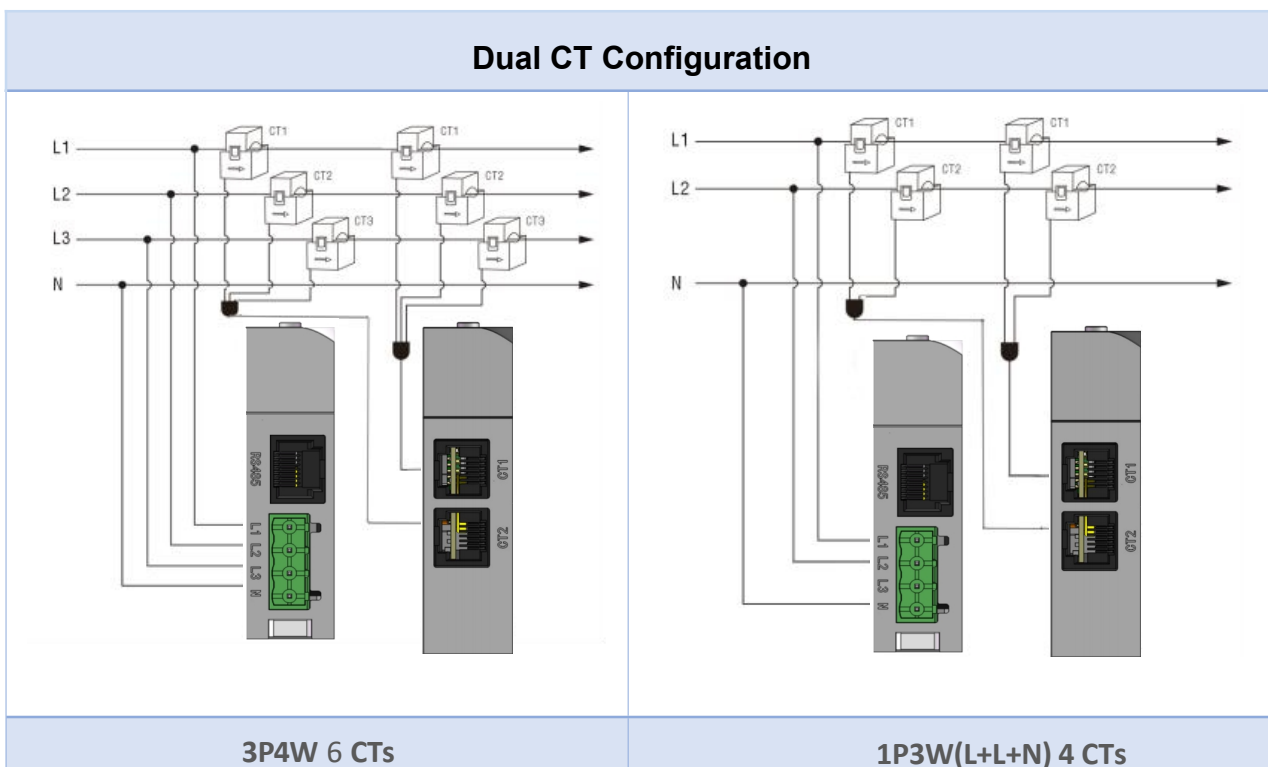 Dual CT Configuration
L1
L2
L3
N
CT1
CT2
CT3
CT1
CT2
CT3
RS485
L1
L2
L3
N
CT1
CT2
L1
L2
N
CT1
CT2
CT1
CT2
RS485
L1
L2
L3
N
CT1
CT2
3P4W 6 CTs
1P3W(L+L+N) 4 CTs